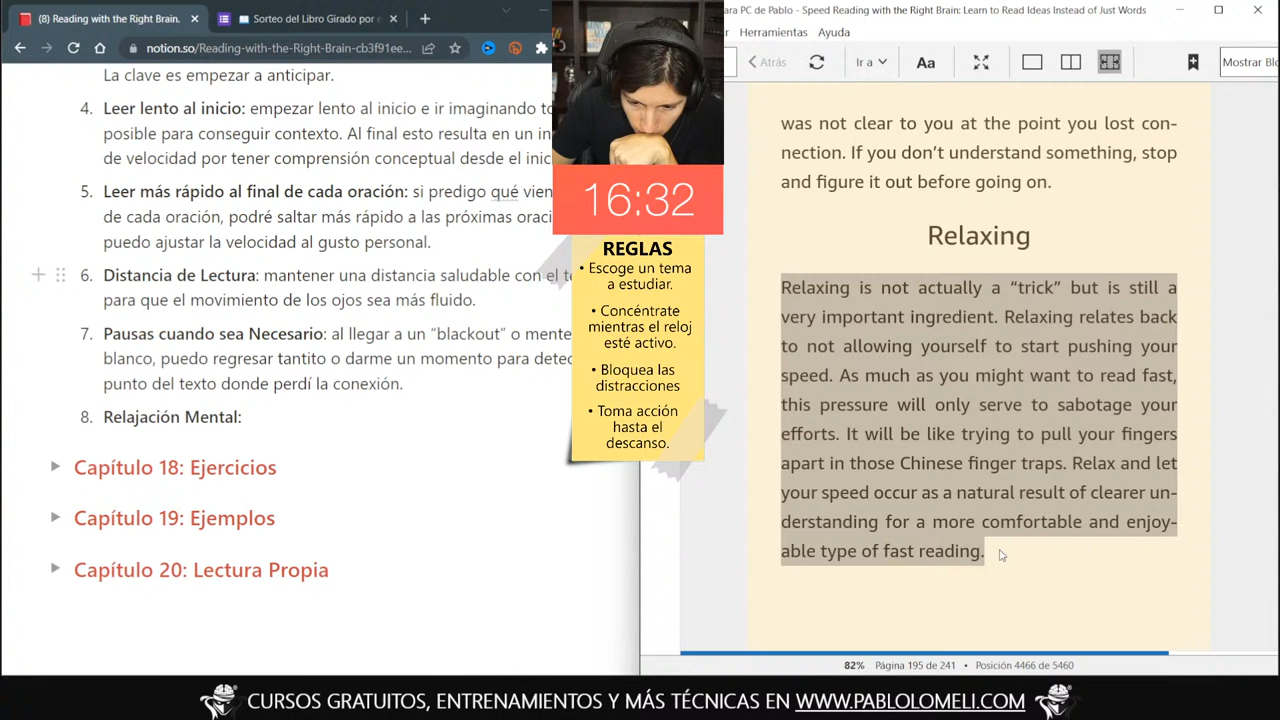 (8) Reading with the Right Brain.
Sorteo del Libro Girado por e
notion.so/Reading-with-the-Right-Brain-cb3f91ee...
La clave es empezar a anticipar.
4. Leer lento al inicio: empezar lento al inicio e ir imaginando
posible para conseguir contexto. Al final esto resulta en un
de velocidad por tener comprensión conceptual desde el
5. Leer más rápido al final de cada oración: si predigo qué
de cada oración, podré saltar más rápido a las próximas
puedo ajustar la velocidad al gusto personal.
6. Distancia de Lectura: mantener una distancia saludable con el
para que el movimiento de los ojos sea más fluido.
7. Pausas cuando sea Necesario: al llegar a un “blackout” o
blanco, puedo regresar tantito o darme un momento para
punto del texto donde perdí la conexión.
8. Relajación Mental:
Capítulo 18: Ejercicios
Capítulo 19: Ejemplos
Capítulo 20: Lectura Propia
16:32
REGLAS
• Escoge un tema
a estudiar.
• Concéntrate
mientras el reloj
esté activo.
• Bloquea las
distracciones
• Toma acción
hasta el
descanso.
para PC de Pablo - Speed Reading with the Right Brain: Learn to Read Ideas Instead of Just Words
Herramientas Ayuda
Atrás Ir a Aa Mostrar
was not clear to you at the point you lost con-
nection. If you don’t understand something, stop
and figure it out before going on.
Relaxing
Relaxing is not actually a “trick” but is still a
very important ingredient. Relaxing relates back
to not allowing yourself to start pushing your
speed. As much as you might want to read fast,
this pressure will only serve to sabotage your
efforts. It will be like trying to pull your fingers
apart in those Chinese finger traps. Relax and let
your speed occur as a natural result of clearer un-
derstanding for a more comfortable and enjoy-
able type of fast reading.
82% Página 195 de 241 • Posición 4466 de 5460
CURSOS GRATUITOS, ENTRENAMIENTOS Y MÁS TÉCNICAS EN WWW.PABLOLOMELI.COM